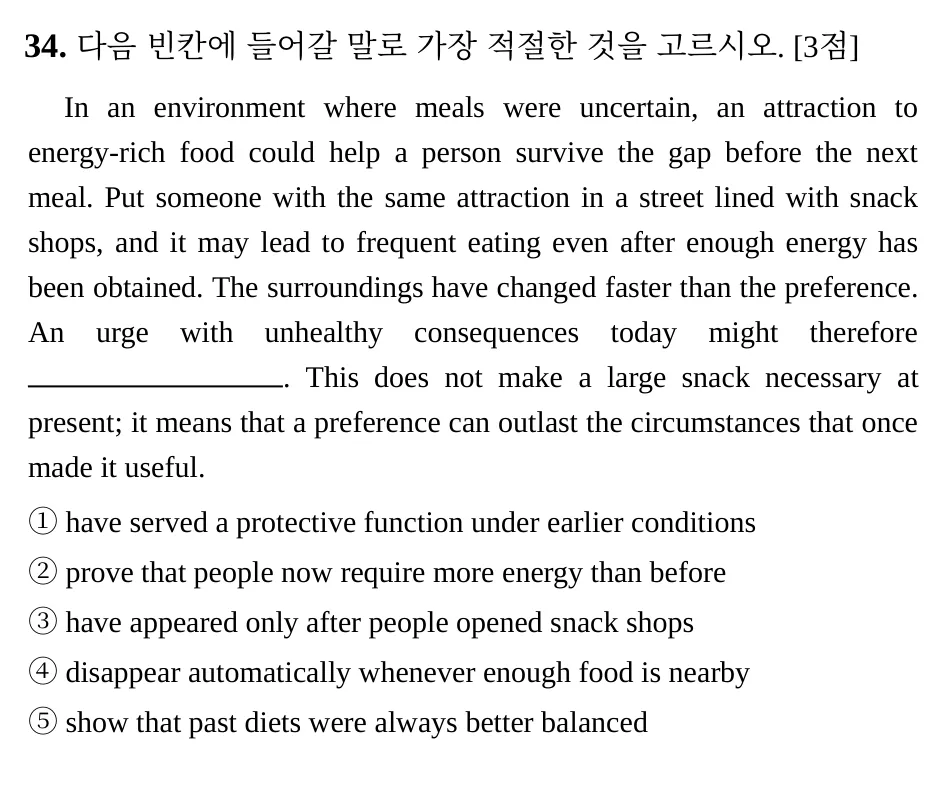 34. 다음 빈칸에 들어갈 말로 가장 적절한 것을 고르시오. [3점]
In an environment where meals were uncertain, an attraction to
energy-rich food could help a person survive the gap before the next
meal. Put someone with the same attraction in a street lined with snack
shops, and it may lead to frequent eating even after enough energy has
been obtained. The surroundings have changed faster than the preference.
An urge with unhealthy consequences today might therefore
_________________. This does not make a large snack necessary at
present; it means that a preference can outlast the circumstances that once
made it useful.
① have served a protective function under earlier conditions
② prove that people now require more energy than before
③ have appeared only after people opened snack shops
④ disappear automatically whenever enough food is nearby
⑤ show that past diets were always better balanced